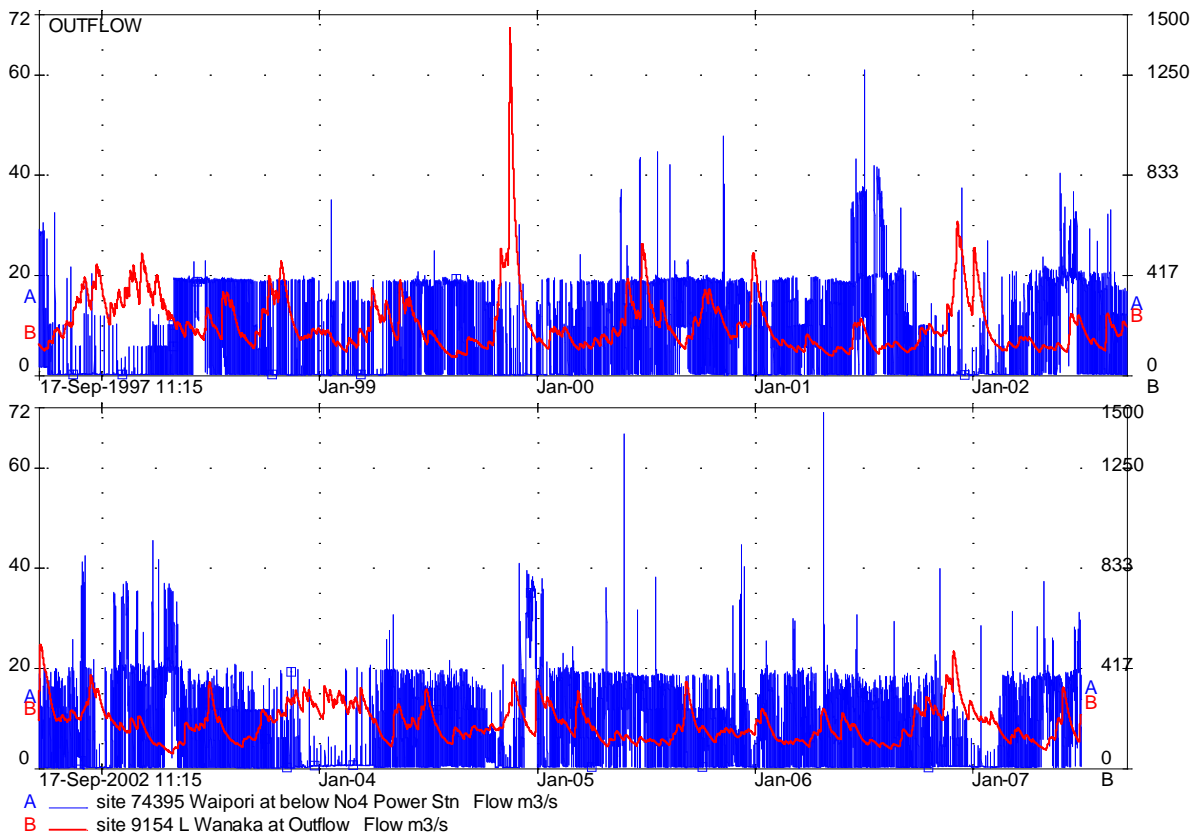 72 1500
OUTFLOW
60 1250
40 833
20 417
A A
B B
0 0
17-Sep-1997 11:15 Jan-99 Jan-00 Jan-01 Jan-02 B
72 1500
60 1250
40 833
20 417
A A
B B
0 0
17-Sep-2002 11:15 Jan-04 Jan-05 Jan-06 Jan-07 B
A site 74395 Waipori at below No4 Power Stn Flow m3/s
B site 9154 L Wanaka at Outflow Flow m3/s